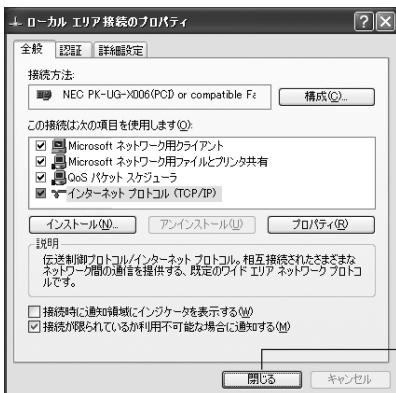 ローカル エリア接続のプロパティ
全般
認証
詳細設定
接続方法:
NEC PK-UG-X006(PCI) or compatible Fa
構成(C)...
この接続は次の項目を使用します(O):
Microsoft ネットワーク用クライアント
Microsoft ネットワーク用ファイルとプリンタ共有
QoS パケット スケジューラ
インターネット プロトコル (TCP/IP)
インストール(N)...
アンインストール(U)
プロパティ(R)
説明
伝送制御プロトコル/インターネット プロトコル。相互接続されたさまざまな
ネットワーク間の通信を提供する、既定のワイド エリア ネットワーク プロトコ
ルです。
接続時に通知領域にインジケータを表示する(W)
接続が限られているか利用不可能な場合に通知する(M)
閉じる
キャンセル